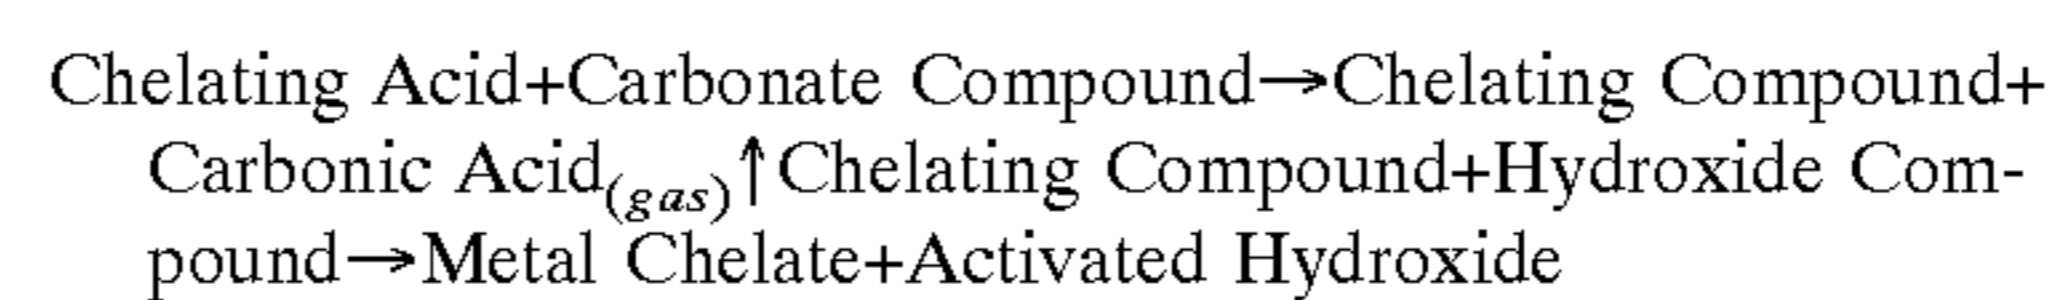 Chelating Acid+Carbonate Compound→Chelating Compound+
Carbonic Acid(gas)↑Chelating Compound+Hydroxide Com-
pound→Metal Chelate+Activated Hydroxide